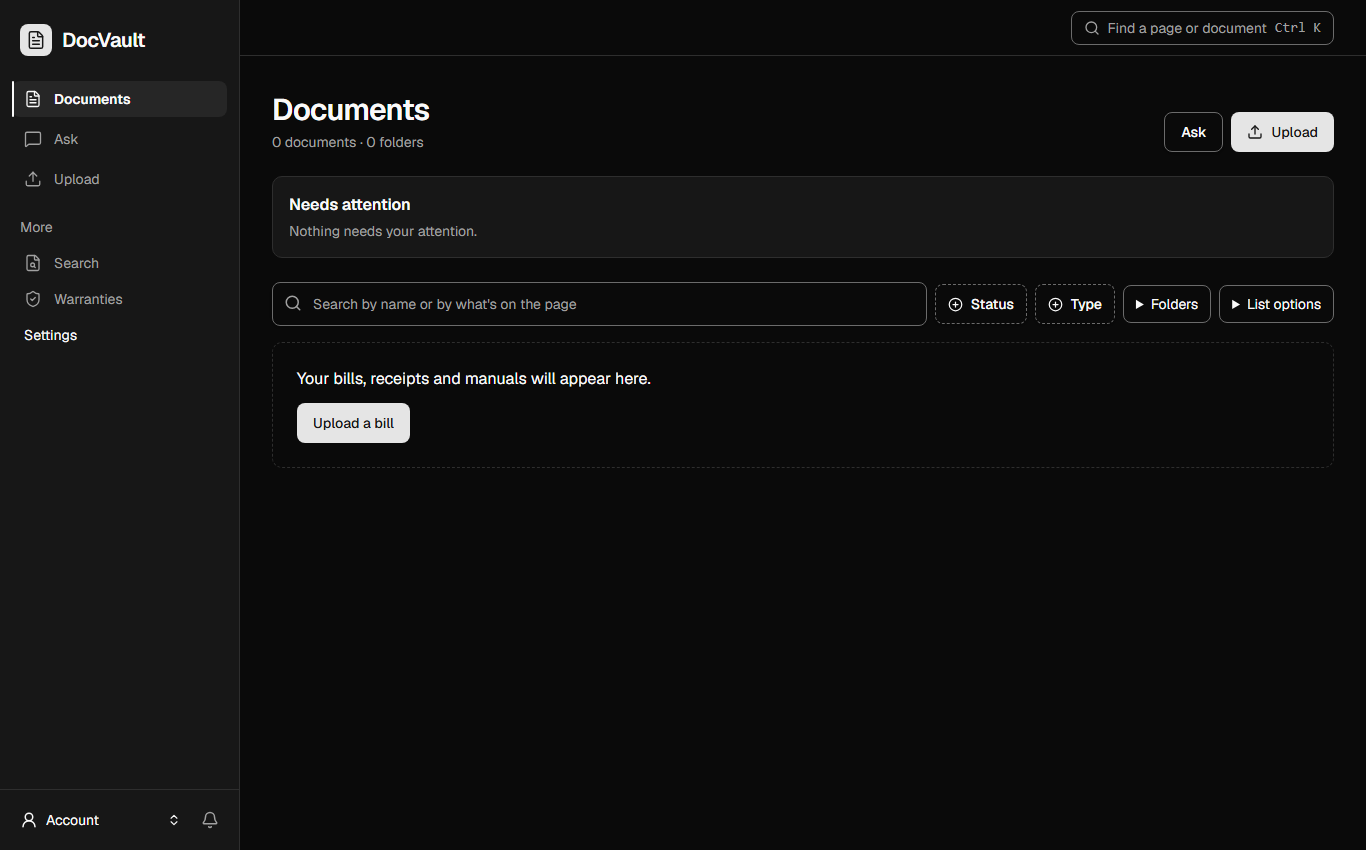 DocVault
Find a page or document Ctrl K
Documents
Ask
Upload
More
Search
Warranties
Settings
Account
Documents
0 documents · 0 folders
Ask
Upload
Needs attention
Nothing needs your attention.
Search by name or by what's on the page
Status
Type
Folders
List options
Your bills, receipts and manuals will appear here.
Upload a bill